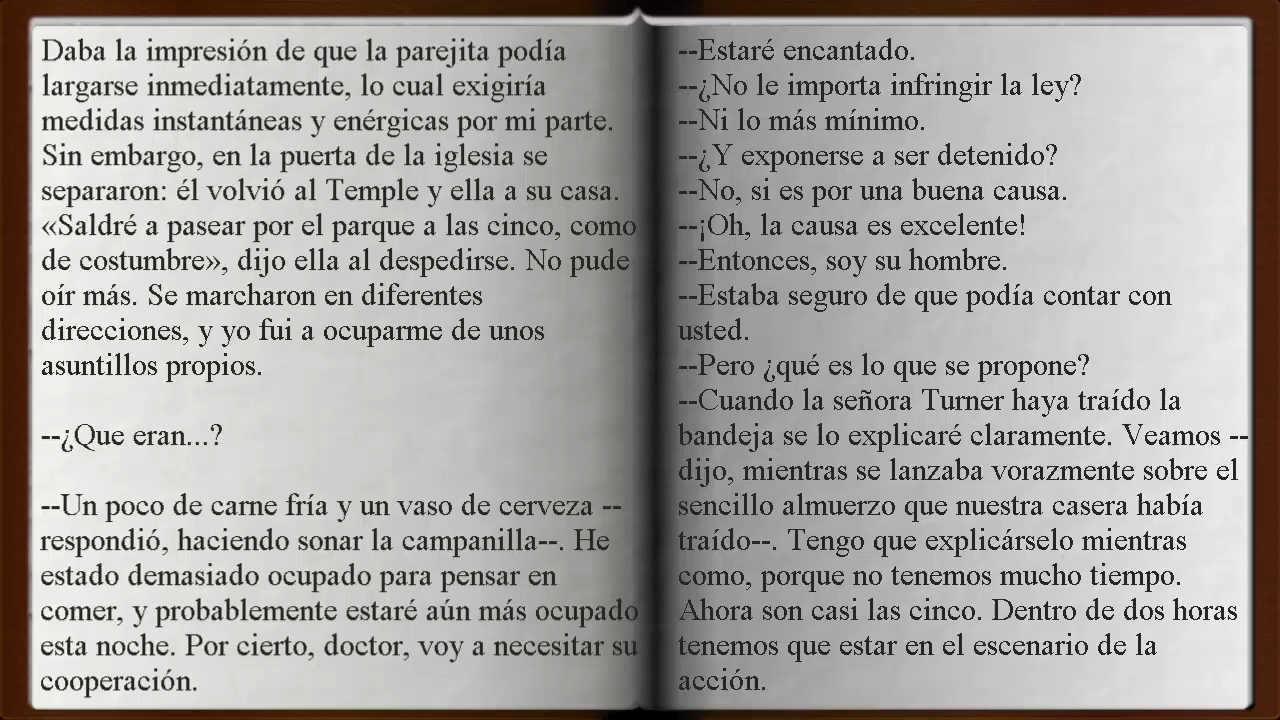 Daba la impresión de que la parejita podía
largarse inmediatamente, lo cual exigiría
medidas instantáneas y enérgicas por mi parte.
Sin embargo, en la puerta de la iglesia se
separaron: él volvió al Temple y ella a su casa.
«Saldré a pasear por el parque a las cinco, como
de costumbre», dijo ella al despedirse. No pude
oír más. Se marcharon en diferentes
direcciones, y yo fui a ocuparme de unos
asuntillos propios.
--¿Que eran...?
--Un poco de carne fría y un vaso de cerveza --
respondió, haciendo sonar la campanilla--. He
estado demasiado ocupado para pensar en
comer, y probablemente estaré aún más ocupado
esta noche. Por cierto, doctor, voy a necesitar su
cooperación.
--Estaré encantado.
--¿No le importa infringir la ley?
--Ni lo más mínimo.
--¿Y exponerse a ser detenido?
--No, si es por una buena causa.
--¡Oh, la causa es excelente!
--Entonces, soy su hombre.
--Estaba seguro de que podía contar con
usted.
--Pero ¿qué es lo que se propone?
--Cuando la señora Turner haya traído la
bandeja se lo explicaré claramente. Veamos --
dijo, mientras se lanzaba vorazmente sobre el
sencillo almuerzo que nuestra casera había
traído--. Tengo que explicárselo mientras
como, porque no tenemos mucho tiempo.
Ahora son casi las cinco. Dentro de dos horas
tenemos que estar en el escenario de la
acción.